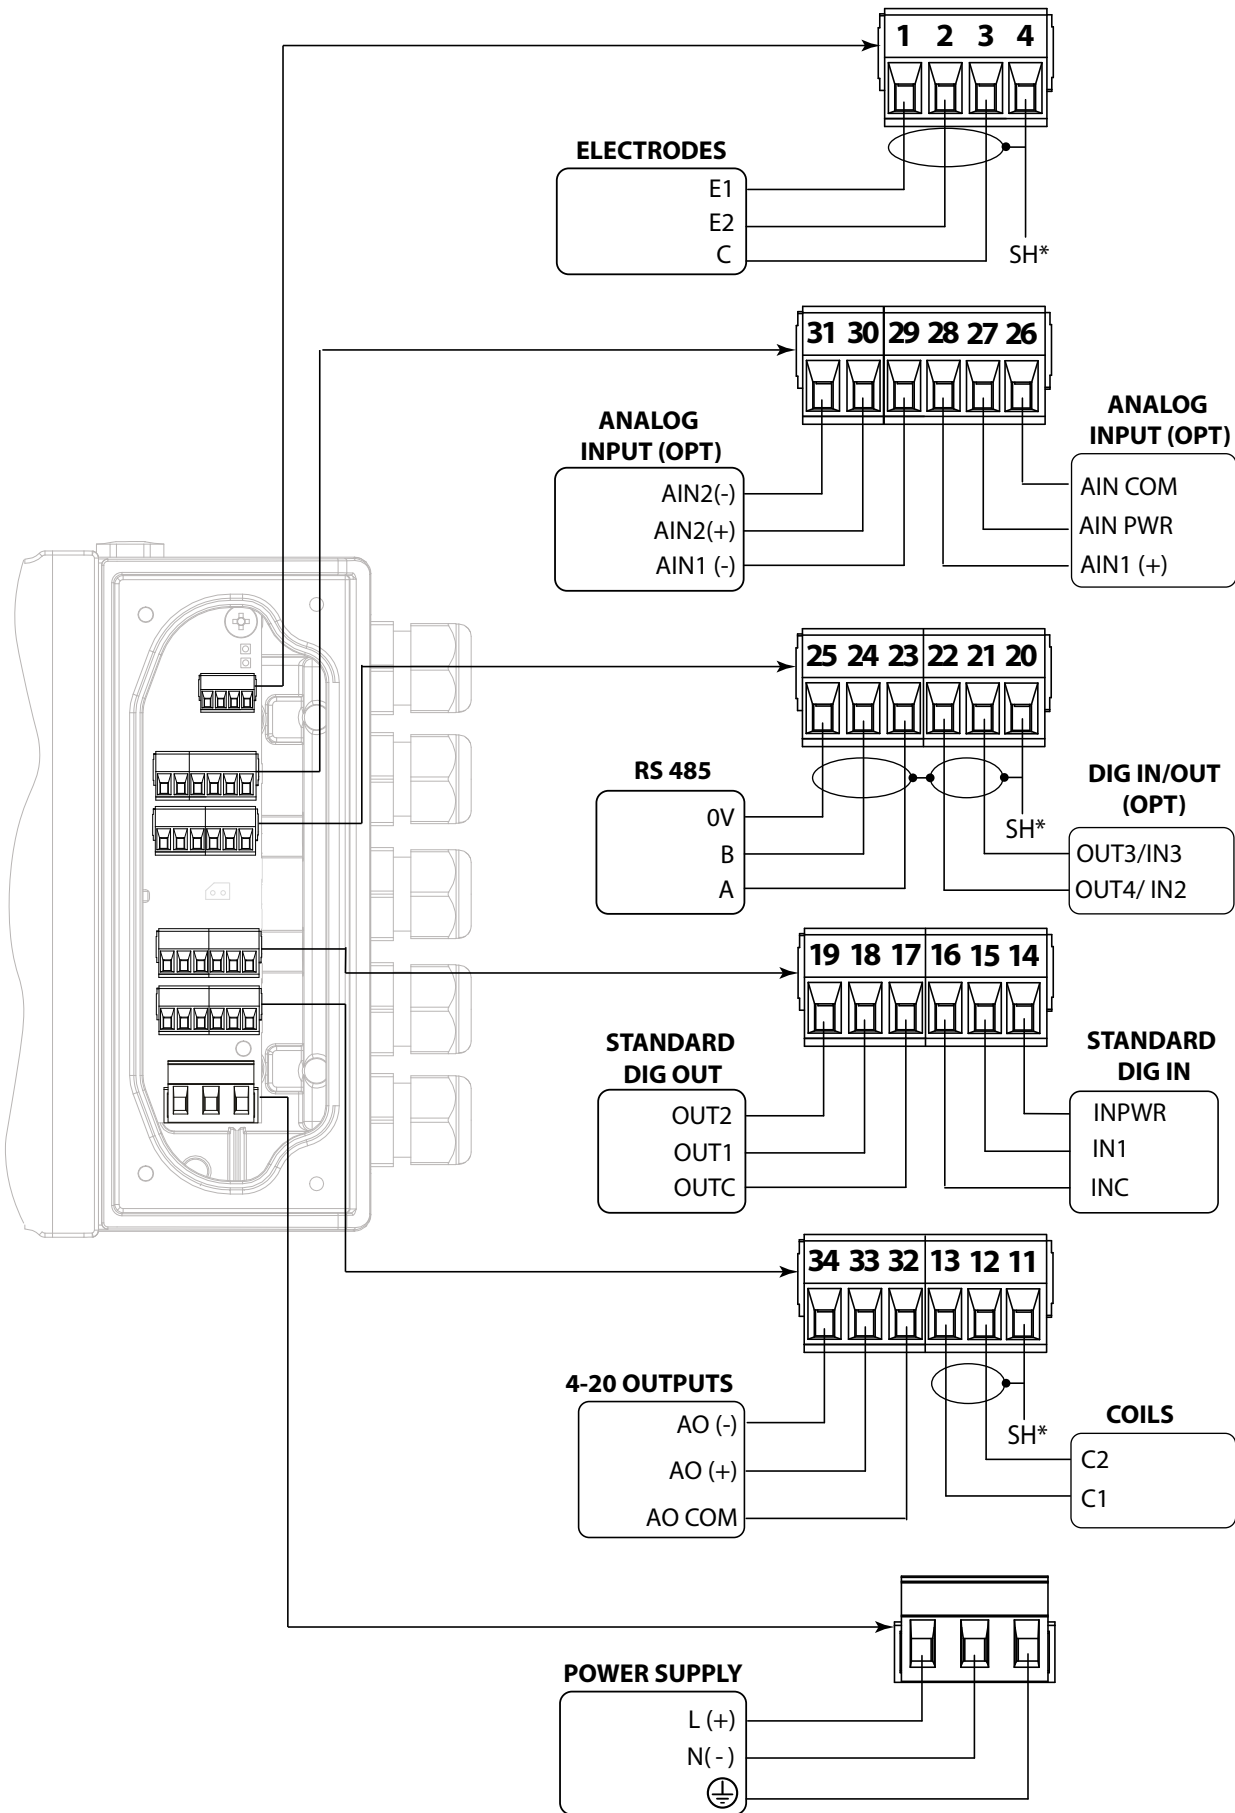 1 2 3 4
ELECTRODES
E1
E2
C
SH*
31 30 29 28 27 26
ANALOG
INPUT (OPT)
AIN2(-)
AIN2(+)
AIN1 (-)
ANALOG
INPUT (OPT)
AIN COM
AIN PWR
AIN1 (+)
25 24 23 22 21 20
RS 485
0V
B
A
SH*
DIG IN/OUT
(OPT)
OUT3/IN3
OUT4/ IN2
19 18 17 16 15 14
STANDARD
DIG OUT
OUT2
OUT1
OUTC
STANDARD
DIG IN
INPWR
IN1
INC
34 33 32 13 12 11
4-20 OUTPUTS
AO (-)
AO (+)
AO COM
SH*
COILS
C2
C1
POWER SUPPLY
L (+)
N( - )